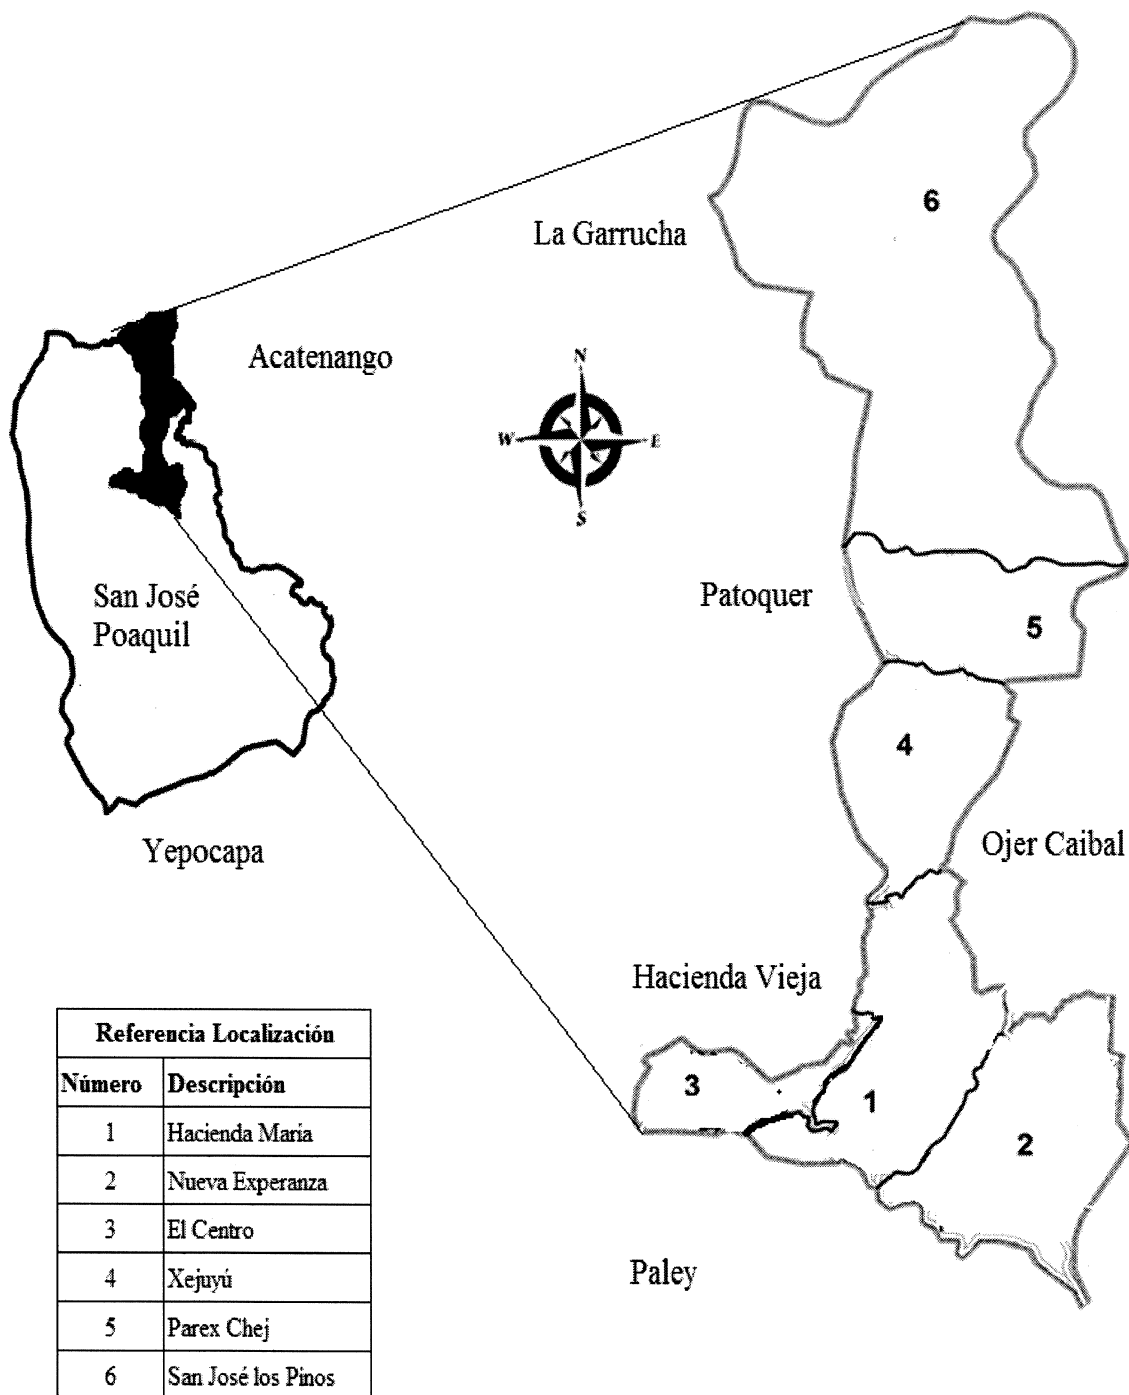 6
La Garrucha
Acatenango
N
W
E
S
San José
Poaquil
Patoquer
5
4
Yepocapa
Ojer Caibal
Hacienda Vieja
3
1
2
Paley
Referencia Localización
Número Descripción
1 Hacienda María
2 Nueva Experanza
3 El Centro
4 Xejuyú
5 Parex Chej
6 San José los Pinos